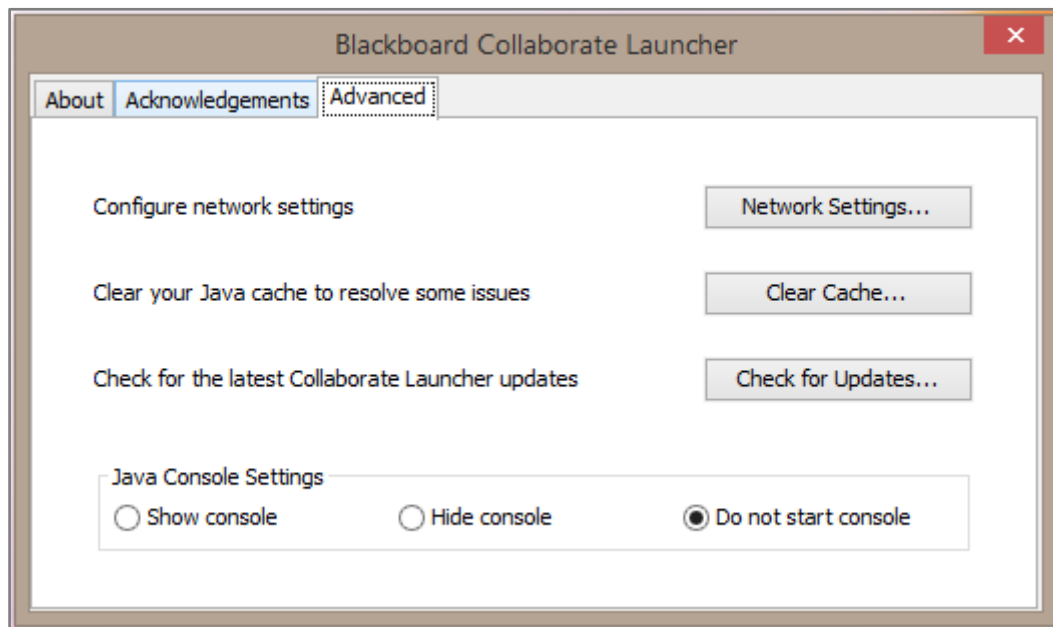 Blackboard Collaborate Launcher
About Acknowledgements Advanced
Configure network settings Network Settings...
Clear your Java cache to resolve some issues Clear Cache...
Check for the latest Collaborate Launcher updates Check for Updates...
Java Console Settings
Show console Hide console Do not start console